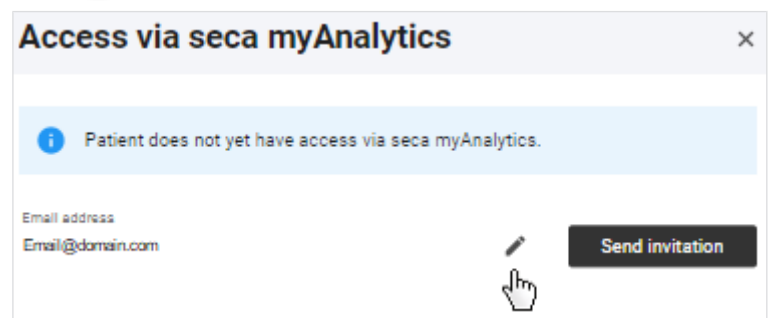 Access via seca myAnalytics
Patient does not yet have access via seca myAnalytics.
Email address
Email@domain.com
Send invitation